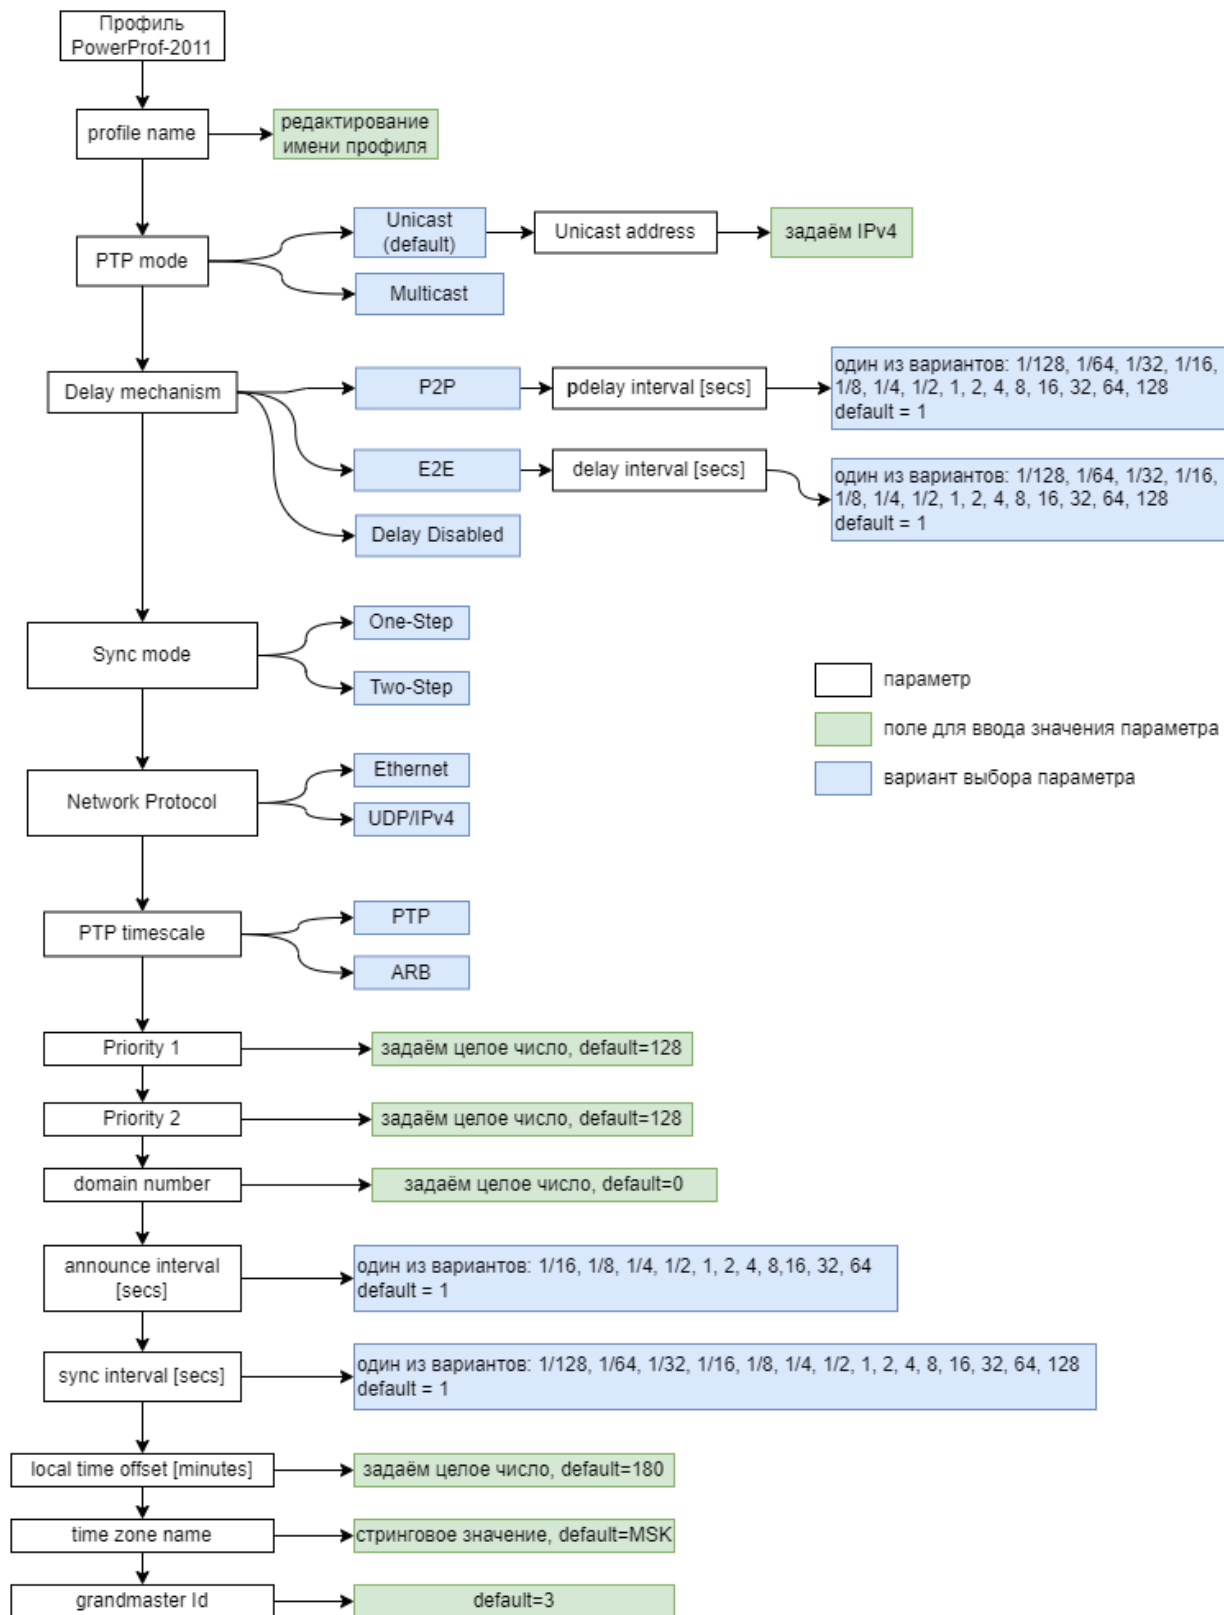 Профиль
PowerProf-2011
profile name
редактирование
имени профиля
PTP mode
Unicast
(default)
Unicast address
задаём IPv4
Multicast
Delay mechanism
P2P
pdelay interval [secs]
один из вариантов: 1/128, 1/64, 1/32, 1/16,
1/8, 1/4, 1/2, 1, 2, 4, 8, 16, 32, 64, 128
default = 1
E2E
delay interval [secs]
один из вариантов: 1/128, 1/64, 1/32, 1/16,
1/8, 1/4, 1/2, 1, 2, 4, 8, 16, 32, 64, 128
default = 1
Delay Disabled
Sync mode
One-Step
Two-Step
параметр
поле для ввода значения параметра
вариант выбора параметра
Network Protocol
Ethernet
UDP/IPv4
PTP timescale
PTP
ARB
Priority 1
задаём целое число, default=128
Priority 2
задаём целое число, default=128
domain number
задаём целое число, default=0
announce interval
[secs]
один из вариантов: 1/16, 1/8, 1/4, 1/2, 1, 2, 4, 8,16, 32, 64
default = 1
sync interval [secs]
один из вариантов: 1/128, 1/64, 1/32, 1/16, 1/8, 1/4, 1/2, 1, 2, 4, 8, 16, 32, 64, 128
default = 1
local time offset [minutes]
задаём целое число, default=180
time zone name
стринговое значение, default=MSK
grandmaster Id
default=3